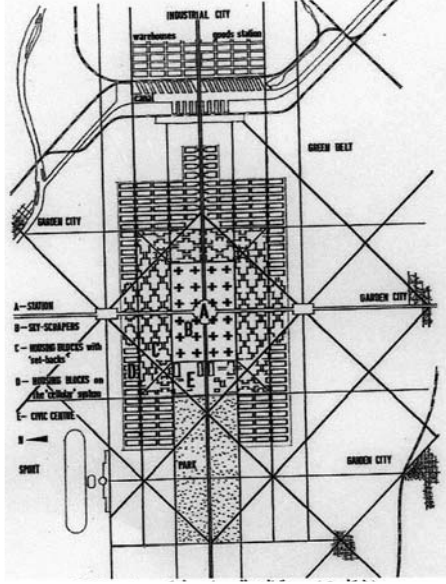 INDUSTRIAL CITY
warehouses goods station
canal
GREEN BELT
GARDEN CITY
GARDEN CITY
A—STATION
B—SKY-SCRAPERS
C—HOUSING BLOCKS with
'set-backs'
D—HOUSING BLOCKS on
the 'cellular' system
E—CIVIC CENTRE
N
SPORT
A
B
C
D
E
PARK
GARDEN CITY